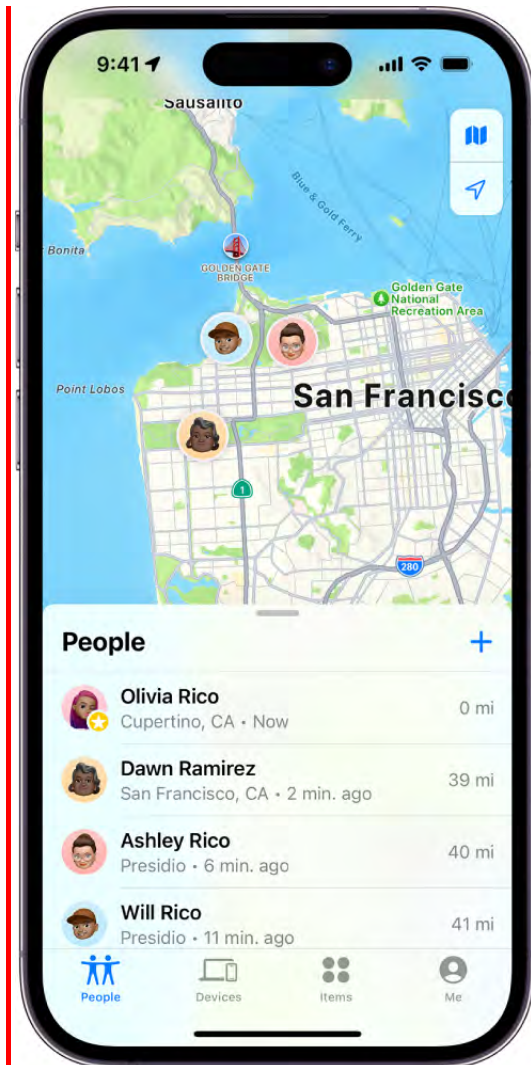 9:41
Sausalito
Blue & Gold Ferry
Bonita
GOLDEN GATE
BRIDGE
Golden Gate
National
Recreation Area
Point Lobos
San Francisco
1
280
People
+
Olivia Rico
Cupertino, CA • Now
0 mi
Dawn Ramirez
San Francisco, CA • 2 min. ago
39 mi
Ashley Rico
Presidio • 6 min. ago
40 mi
Will Rico
Presidio • 11 min. ago
41 mi
People
Devices
Items
Me